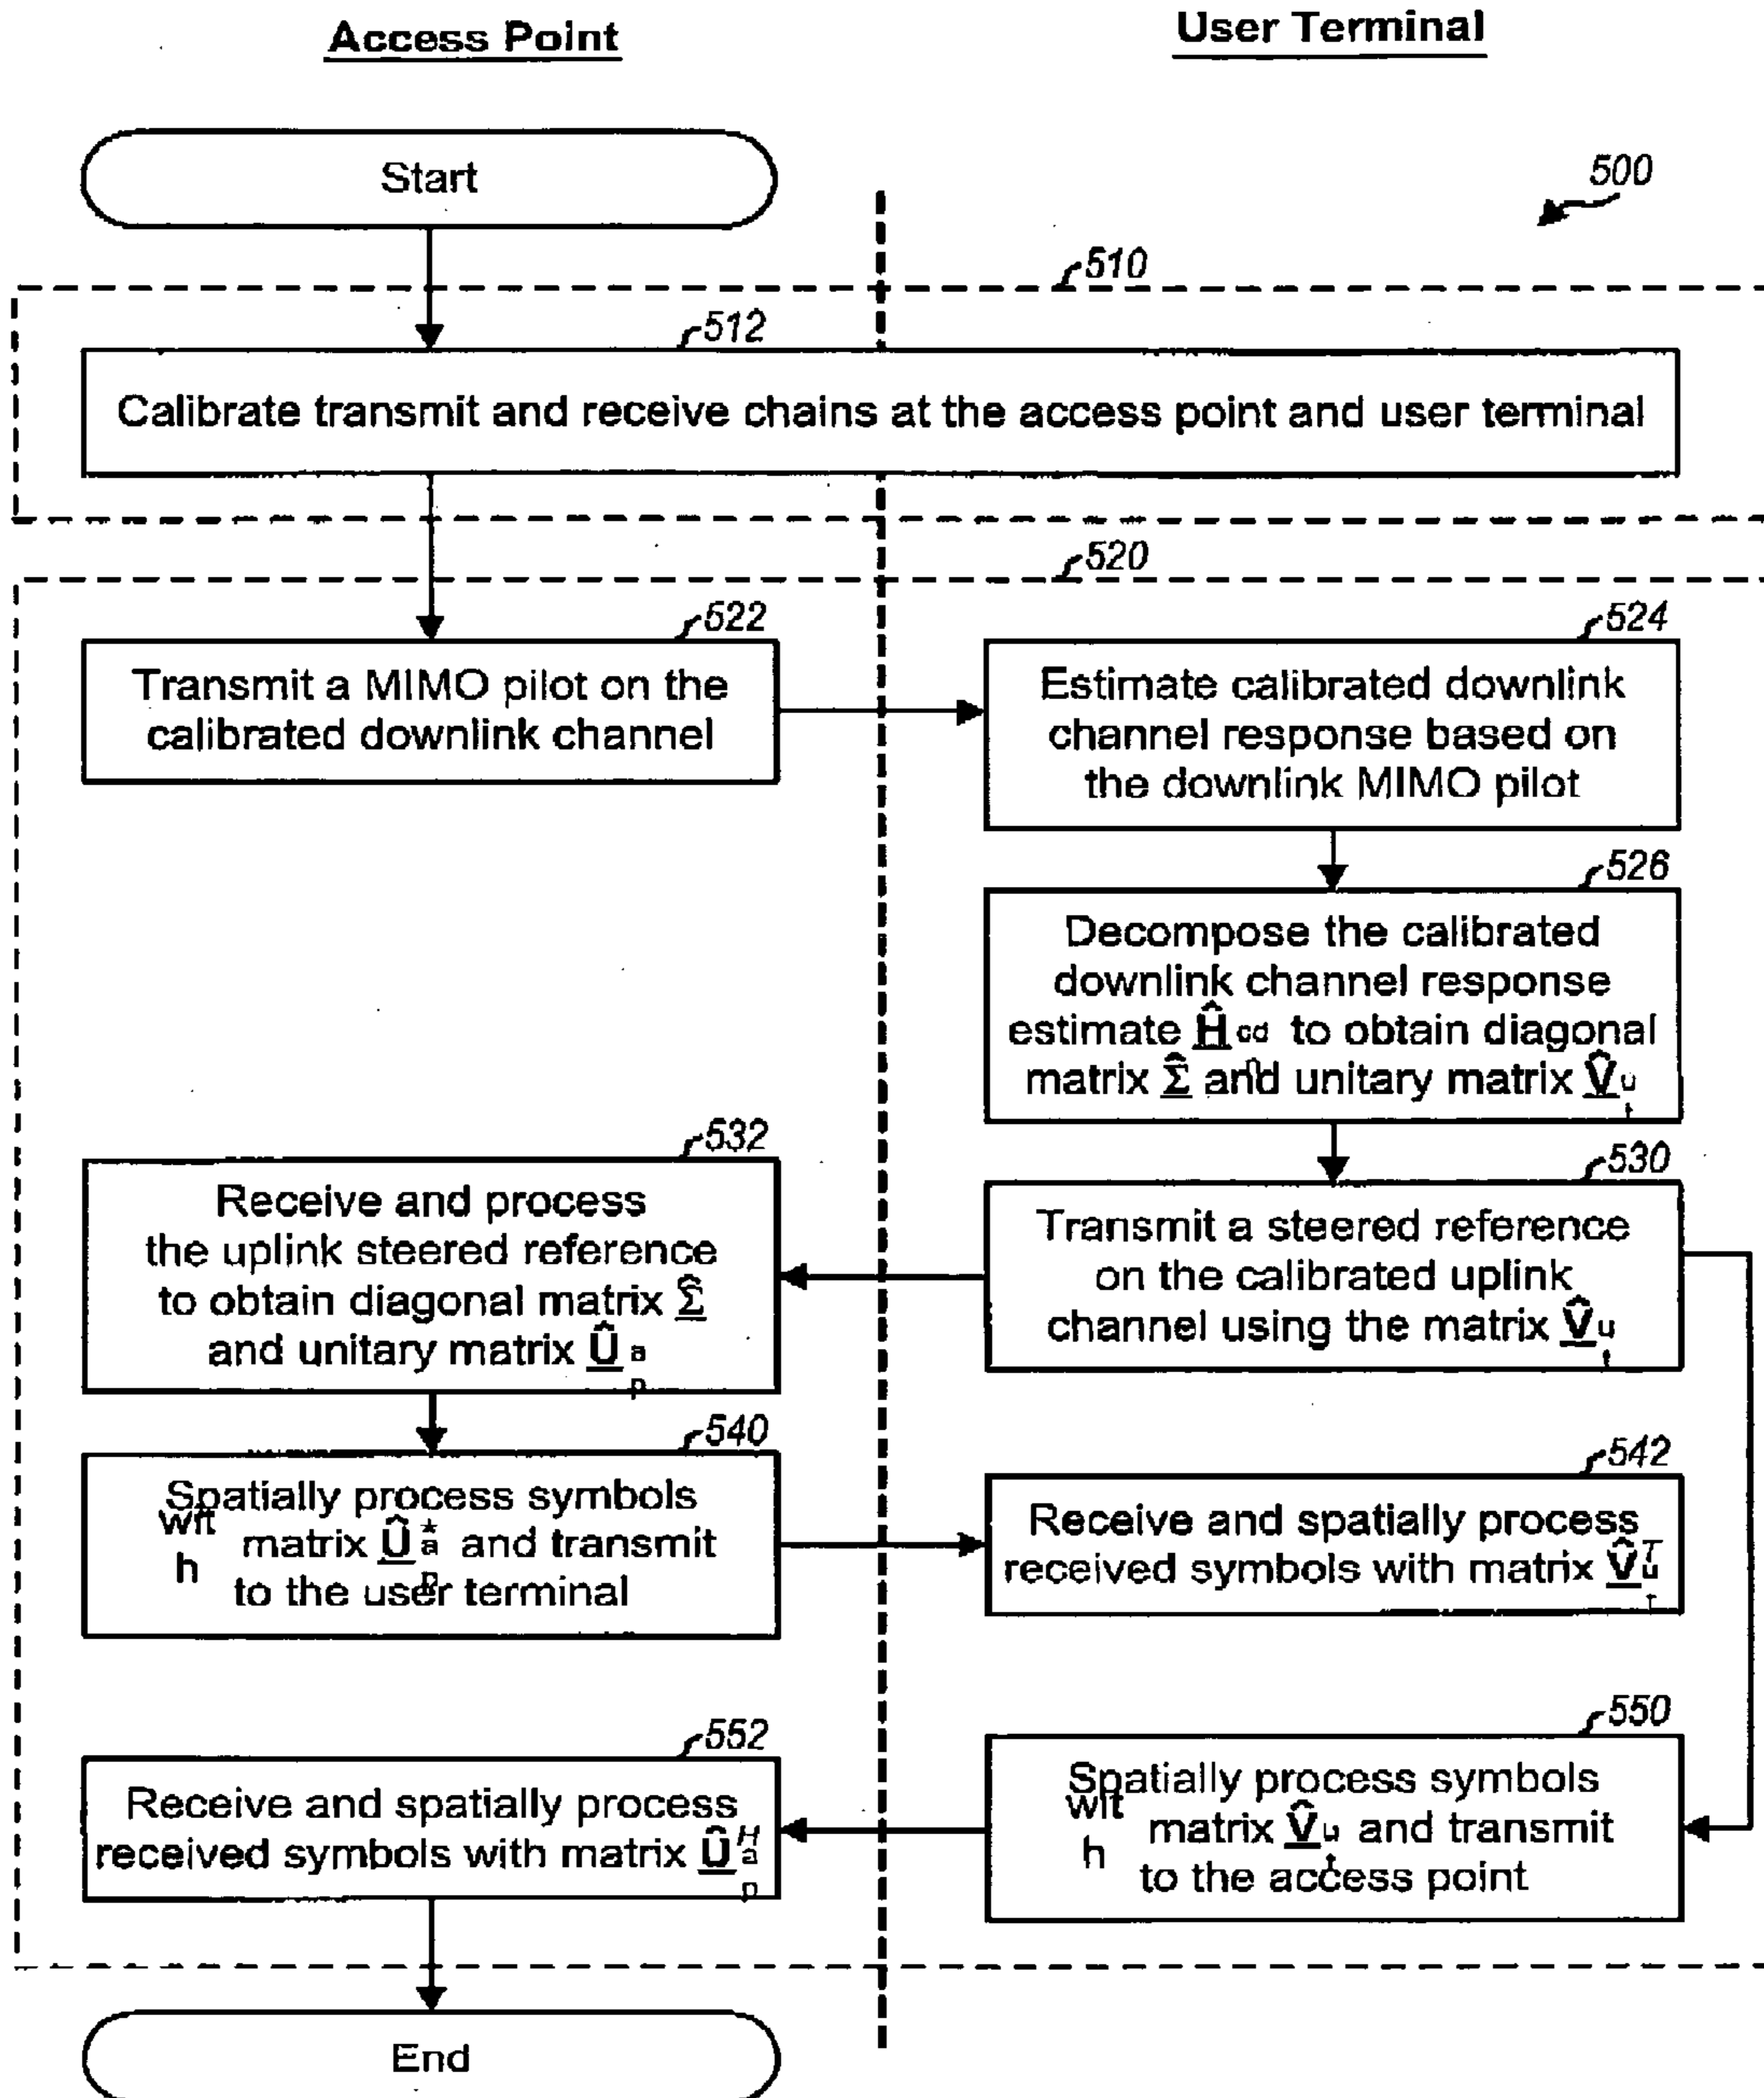 Access Point
User Terminal
Start
500
510
512
Calibrate transmit and receive chains at the access point and user terminal
520
522
Transmit a MIMO pilot on the
calibrated downlink channel
524
Estimate calibrated downlink
channel response based on
the downlink MIMO pilot
526
Decompose the calibrated
downlink channel response
estimate Ĥ cd to obtain diagonal
matrix Σ̂ and unitary matrix V̂ ut
530
Transmit a steered reference
on the calibrated uplink
channel using the matrix V̂ ut
532
Receive and process
the uplink steered reference
to obtain diagonal matrix Σ̂
and unitary matrix Û ap
540
Spatially process symbols
with matrix Û*ap and transmit
to the user terminal
542
Receive and spatially process
received symbols with matrix V̂ᵀut
550
Spatially process symbols
with matrix V̂ ut and transmit
to the access point
552
Receive and spatially process
received symbols with matrix Ûᴴap
End